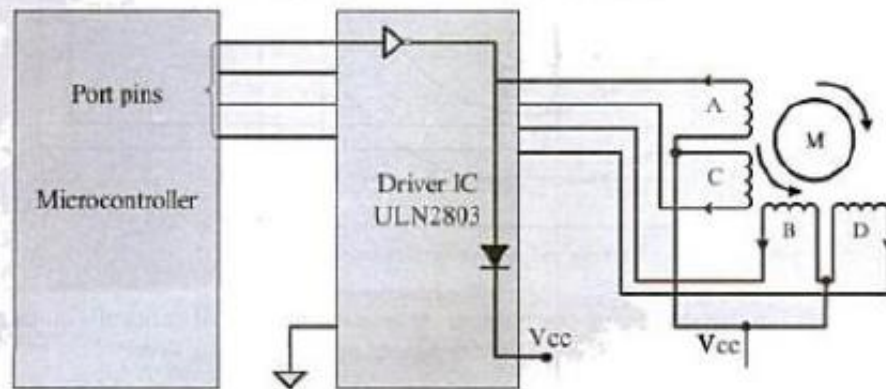 Port pins
Microcontroller
Driver IC
ULN2803
Vcc
A
C
B
D
M
Vcc